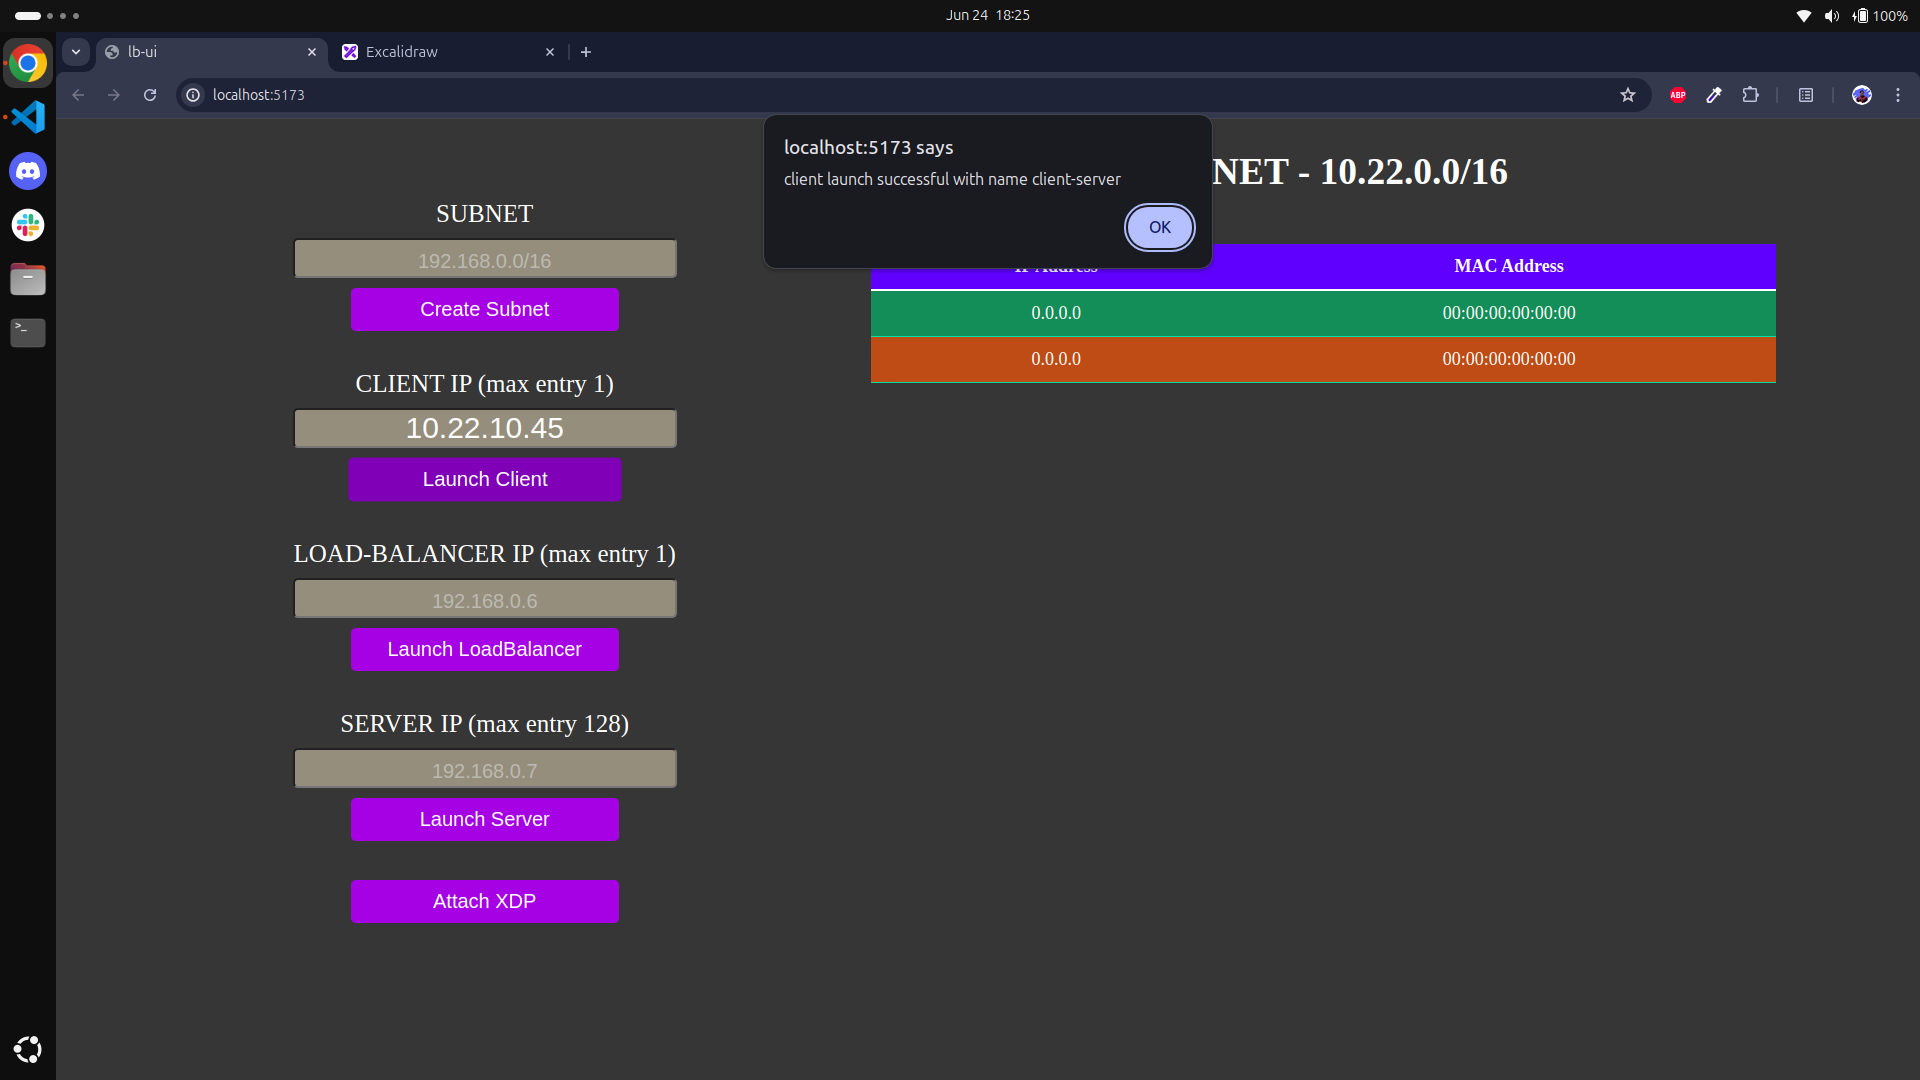 Jun 24 18:25
100%
lb-ui
Excalidraw
localhost:5173
ABP
localhost:5173 says
client launch successful with name client-server
OK
NET - 10.22.0.0/16
SUBNET
192.168.0.0/16
Create Subnet
CLIENT IP (max entry 1)
10.22.10.45
Launch Client
LOAD-BALANCER IP (max entry 1)
192.168.0.6
Launch LoadBalancer
SERVER IP (max entry 128)
192.168.0.7
Launch Server
Attach XDP
IP Address MAC Address
0.0.0.0 00:00:00:00:00:00
0.0.0.0 00:00:00:00:00:00